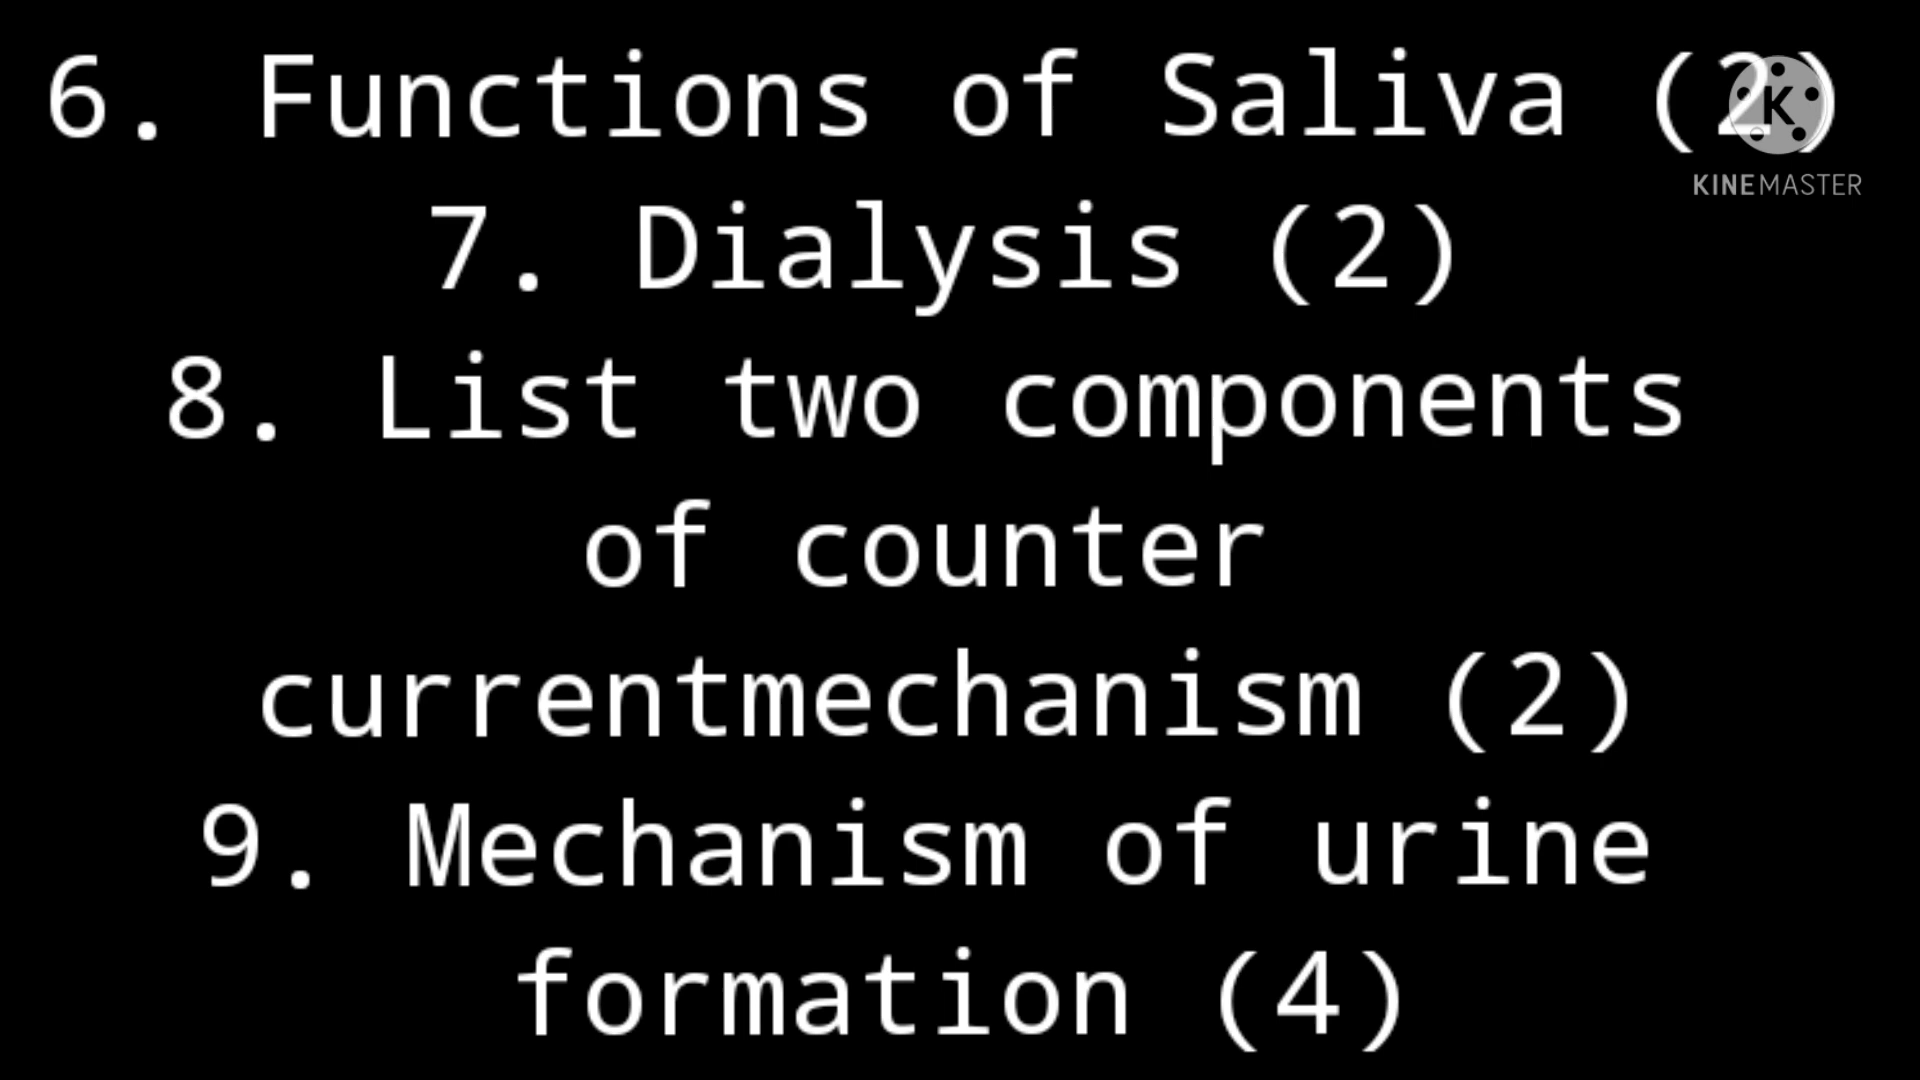 6. Functions of Saliva (2)
KINEMASTER
7. Dialysis (2)
8. List two components
of counter
currentmechanism (2)
9. Mechanism of urine
formation (4)